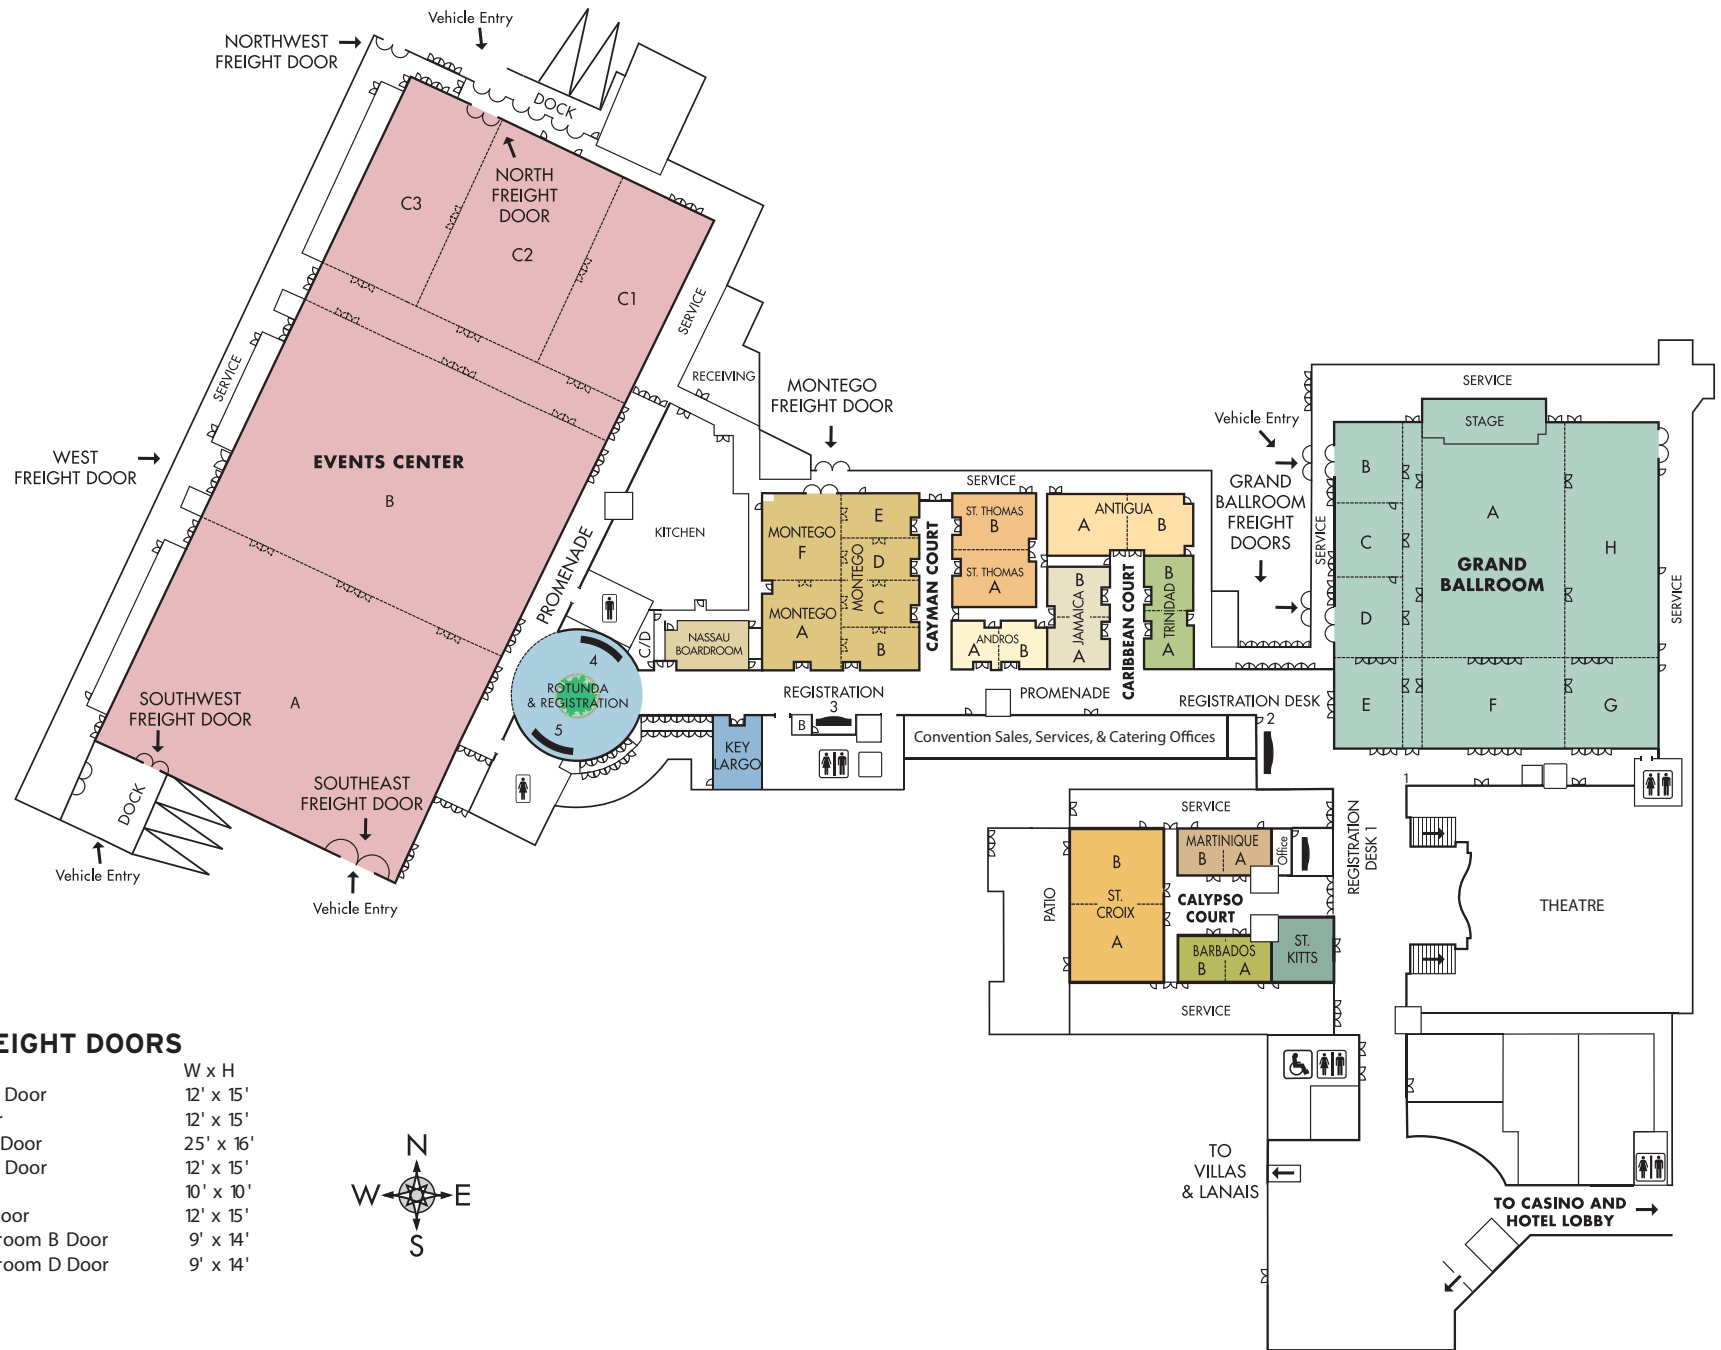 Vehicle Entry
NORTHWEST
FREIGHT DOOR
DOCK
NORTH
FREIGHT
DOOR
C3
C2
C1
SERVICE
SERVICE
RECEIVING
MONTEGO
FREIGHT DOOR
WEST
FREIGHT DOOR
EVENTS CENTER
B
PROMENADE
KITCHEN
SERVICE
MONTEGO
F
MONTEGO
A
MONTEGO
E
D
C
B
CAYMAN COURT
ST. THOMAS
B
ST. THOMAS
A
ANTIGUA
A
B
ANDROS
A
B
JAMAICA
B
A
CARIBBEAN COURT
TRINIDAD
B
A
C/D
NASSAU
BOARDROOM
4
ROTUNDA
& REGISTRATION
5
A
SOUTHWEST
FREIGHT DOOR
SOUTHEAST
FREIGHT DOOR
DOCK
Vehicle Entry
Vehicle Entry
KEY
LARGO
REGISTRATION
3
B
PROMENADE
REGISTRATION DESK
2
Convention Sales, Services, & Catering Offices
Vehicle Entry
GRAND
BALLROOM
FREIGHT
DOORS
SERVICE
SERVICE
SERVICE
STAGE
B
C
D
E
A
GRAND
BALLROOM
H
F
G
1
REGISTRATION
DESK 1
THEATRE
SERVICE
MARTINIQUE
B
A
Office
PATIO
B
ST.
CROIX
A
CALYPSO
COURT
BARBADOS
B
A
ST.
KITTS
SERVICE
TO
VILLAS
& LANAIS
TO CASINO AND
HOTEL LOBBY
EIGHT DOORS
W x H
Door 12' x 15'
r 12' x 15'
Door 25' x 16'
Door 12' x 15'
10' x 10'
oor 12' x 15'
room B Door 9' x 14'
room D Door 9' x 14'
N
W
E
S